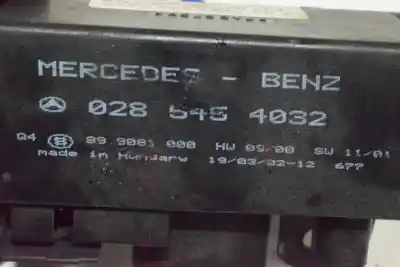 MERCEDES - BENZ
028 545 4032
Q4 B 99.9081 000 HW 09/00 SW 11/01
made in Hungary 19/03/02-12 677